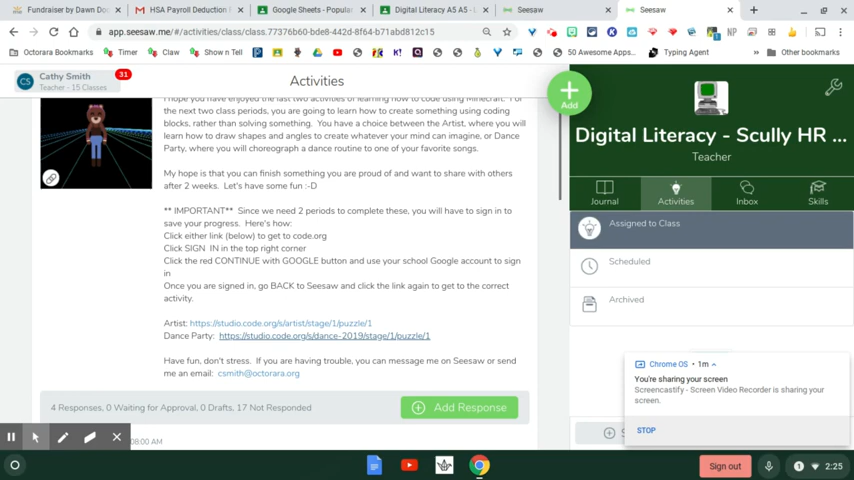 Fundraiser by Dawn Doc
HSA Payroll Deduction F
Google Sheets - Popular
Digital Literacy A5 A5 - L
Seesaw
Seesaw
app.seesaw.me/#/activities/class/class.77376b60-bde8-442d-8f64-b71abd812c15
Octorara Bookmarks
Timer
Claw
Show n Tell
50 Awesome Apps...
Typing Agent
Other bookmarks
CS
Cathy Smith
Teacher - 15 Classes
31
Activities
Add
I hope you have enjoyed the last two activities of learning how to code using Minecraft. For
the next two class periods, you are going to learn how to create something using coding
blocks, rather than solving something. You have a choice between the Artist, where you will
learn how to draw shapes and angles to create whatever your mind can imagine, or Dance
Party, where you will choreograph a dance routine to one of your favorite songs.
My hope is that you can finish something you are proud of and want to share with others
after 2 weeks. Let's have some fun :-D
** IMPORTANT** Since we need 2 periods to complete these, you will have to sign in to
save your progress. Here's how:
Click either link (below) to get to code.org
Click SIGN IN in the top right corner
Click the red CONTINUE with GOOGLE button and use your school Google account to sign
in
Once you are signed in, go BACK to Seesaw and click the link again to get to the correct
activity.
Artist: https://studio.code.org/s/artist/stage/1/puzzle/1
Dance Party: https://studio.code.org/s/dance-2019/stage/1/puzzle/1
Have fun, don't stress. If you are having trouble, you can message me on Seesaw or send
me an email: csmith@octorara.org
4 Responses, 0 Waiting for Approval, 0 Drafts, 17 Not Responded
Add Response
08:00 AM
Digital Literacy - Scully HR ...
Teacher
Journal
Activities
Inbox
Skills
Assigned to Class
Scheduled
Archived
Chrome OS • 1m
You're sharing your screen
Screencastify - Screen Video Recorder is sharing your
screen.
STOP
Sign out
1
2:25